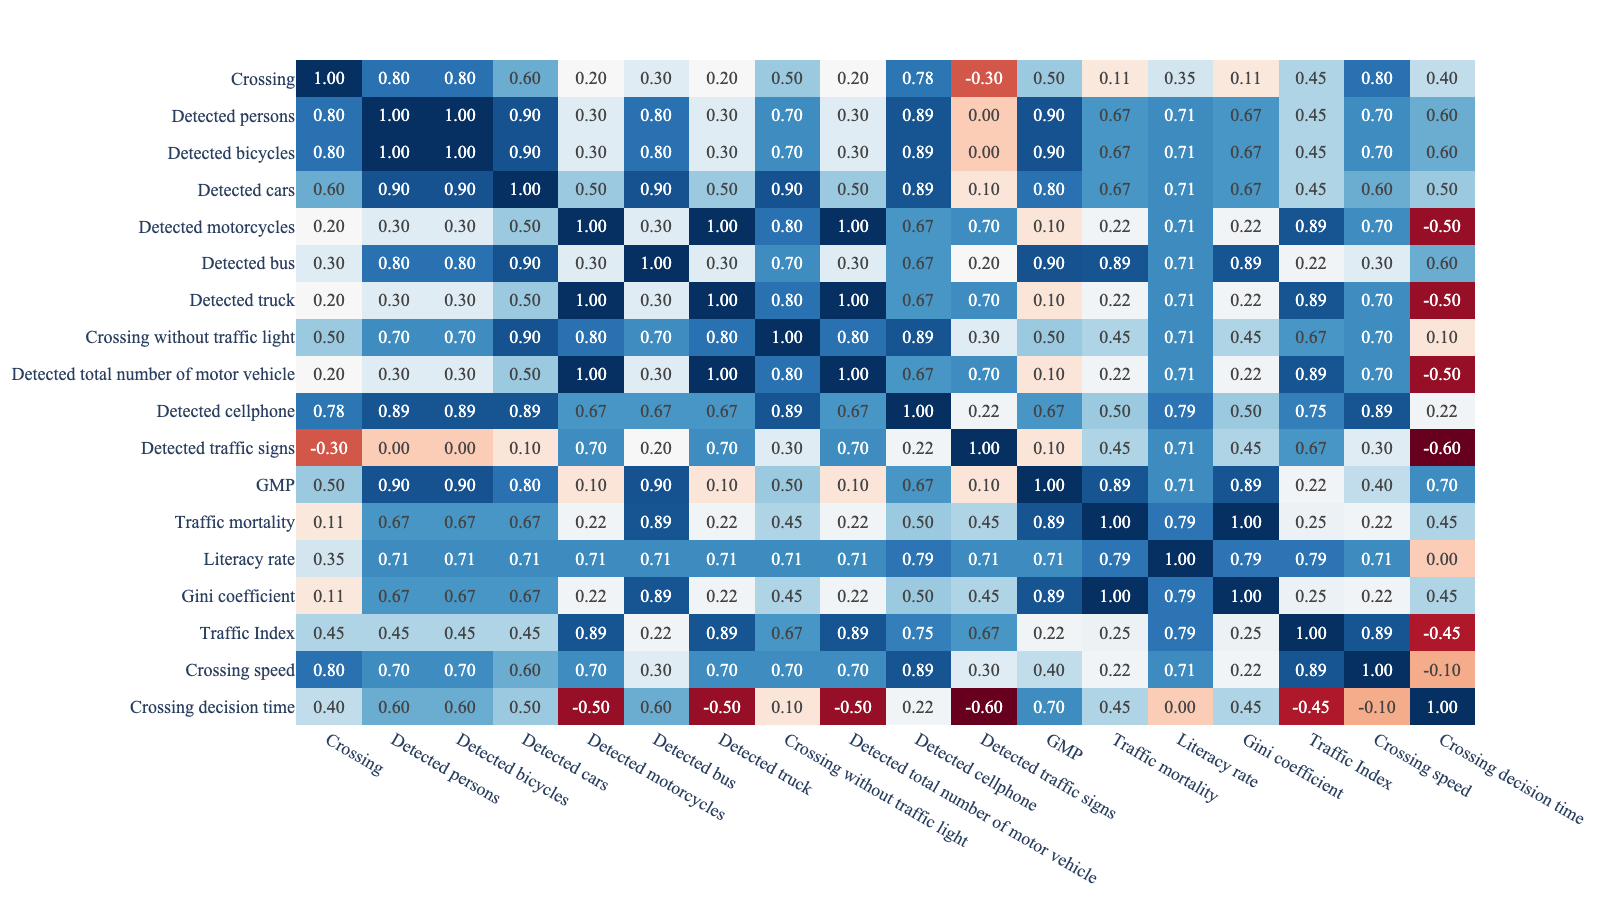 Crossing 1.00 0.80 0.80 0.60 0.20 0.30 0.20 0.50 0.20 0.78 -0.30 0.50 0.11 0.35 0.11 0.45 0.80 0.40
Detected persons 0.80 1.00 1.00 0.90 0.30 0.80 0.30 0.70 0.30 0.89 0.00 0.90 0.67 0.71 0.67 0.45 0.70 0.60
Detected bicycles 0.80 1.00 1.00 0.90 0.30 0.80 0.30 0.70 0.30 0.89 0.00 0.90 0.67 0.71 0.67 0.45 0.70 0.60
Detected cars 0.60 0.90 0.90 1.00 0.50 0.90 0.50 0.90 0.50 0.89 0.10 0.80 0.67 0.71 0.67 0.45 0.60 0.50
Detected motorcycles 0.20 0.30 0.30 0.50 1.00 0.30 1.00 0.80 1.00 0.67 0.70 0.10 0.22 0.71 0.22 0.89 0.70 -0.50
Detected bus 0.30 0.80 0.80 0.90 0.30 1.00 0.30 0.70 0.30 0.67 0.20 0.90 0.89 0.71 0.89 0.22 0.30 0.60
Detected truck 0.20 0.30 0.30 0.50 1.00 0.30 1.00 0.80 1.00 0.67 0.70 0.10 0.22 0.71 0.22 0.89 0.70 -0.50
Crossing without traffic light 0.50 0.70 0.70 0.90 0.80 0.70 0.80 1.00 0.80 0.89 0.30 0.50 0.45 0.71 0.45 0.67 0.70 0.10
Detected total number of motor vehicle 0.20 0.30 0.30 0.50 1.00 0.30 1.00 0.80 1.00 0.67 0.70 0.10 0.22 0.71 0.22 0.89 0.70 -0.50
Detected cellphone 0.78 0.89 0.89 0.89 0.67 0.67 0.67 0.89 0.67 1.00 0.22 0.67 0.50 0.79 0.50 0.75 0.89 0.22
Detected traffic signs -0.30 0.00 0.00 0.10 0.70 0.20 0.70 0.30 0.70 0.22 1.00 0.10 0.45 0.71 0.45 0.67 0.30 -0.60
GMP 0.50 0.90 0.90 0.80 0.10 0.90 0.10 0.50 0.10 0.67 0.10 1.00 0.89 0.71 0.89 0.22 0.40 0.70
Traffic mortality 0.11 0.67 0.67 0.67 0.22 0.89 0.22 0.45 0.22 0.50 0.45 0.89 1.00 0.79 1.00 0.25 0.22 0.45
Literacy rate 0.35 0.71 0.71 0.71 0.71 0.71 0.71 0.71 0.71 0.79 0.71 0.71 0.79 1.00 0.79 0.79 0.71 0.00
Gini coefficient 0.11 0.67 0.67 0.67 0.22 0.89 0.22 0.45 0.22 0.50 0.45 0.89 1.00 0.79 1.00 0.25 0.22 0.45
Traffic Index 0.45 0.45 0.45 0.45 0.89 0.22 0.89 0.67 0.89 0.75 0.67 0.22 0.25 0.79 0.25 1.00 0.89 -0.45
Crossing speed 0.80 0.70 0.70 0.60 0.70 0.30 0.70 0.70 0.70 0.89 0.30 0.40 0.22 0.71 0.22 0.89 1.00 -0.10
Crossing decision time 0.40 0.60 0.60 0.50 -0.50 0.60 -0.50 0.10 -0.50 0.22 -0.60 0.70 0.45 0.00 0.45 -0.45 -0.10 1.00
Crossing
Detected persons
Detected bicycles
Detected cars
Detected motorcycles
Detected bus
Detected truck
Crossing without traffic light
Detected total number of motor vehicle
Detected cellphone
Detected traffic signs
GMP
Traffic mortality
Literacy rate
Gini coefficient
Traffic Index
Crossing speed
Crossing decision time